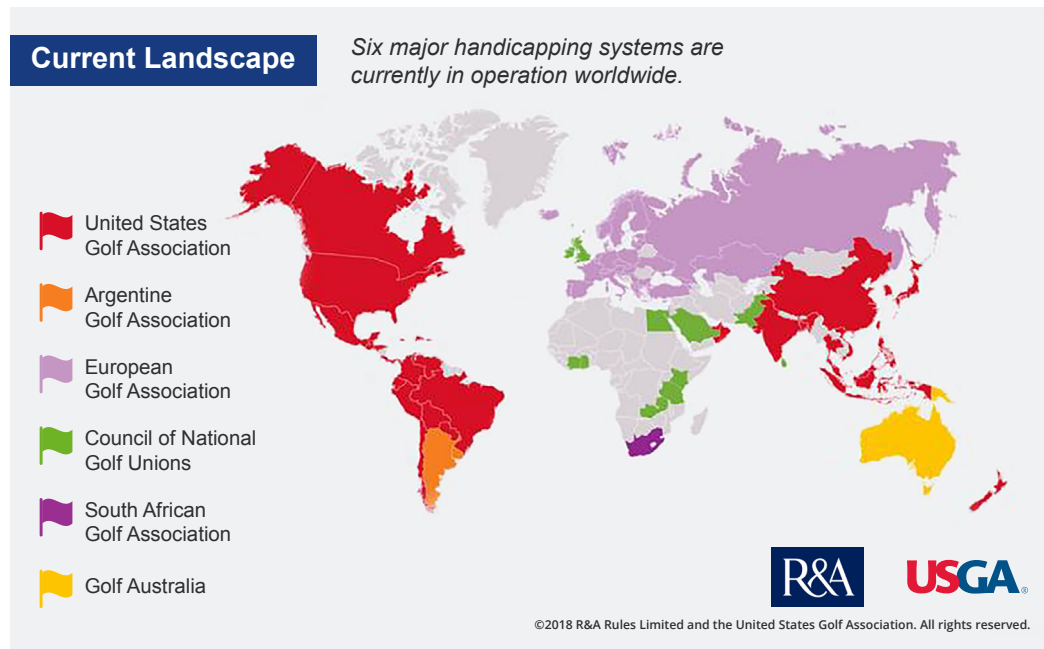 Current Landscape
Six major handicapping systems are
currently in operation worldwide.
United States
Golf Association
Argentine
Golf Association
European
Golf Association
Council of National
Golf Unions
South African
Golf Association
Golf Australia
R&A
USGA®
©2018 R&A Rules Limited and the United States Golf Association. All rights reserved.